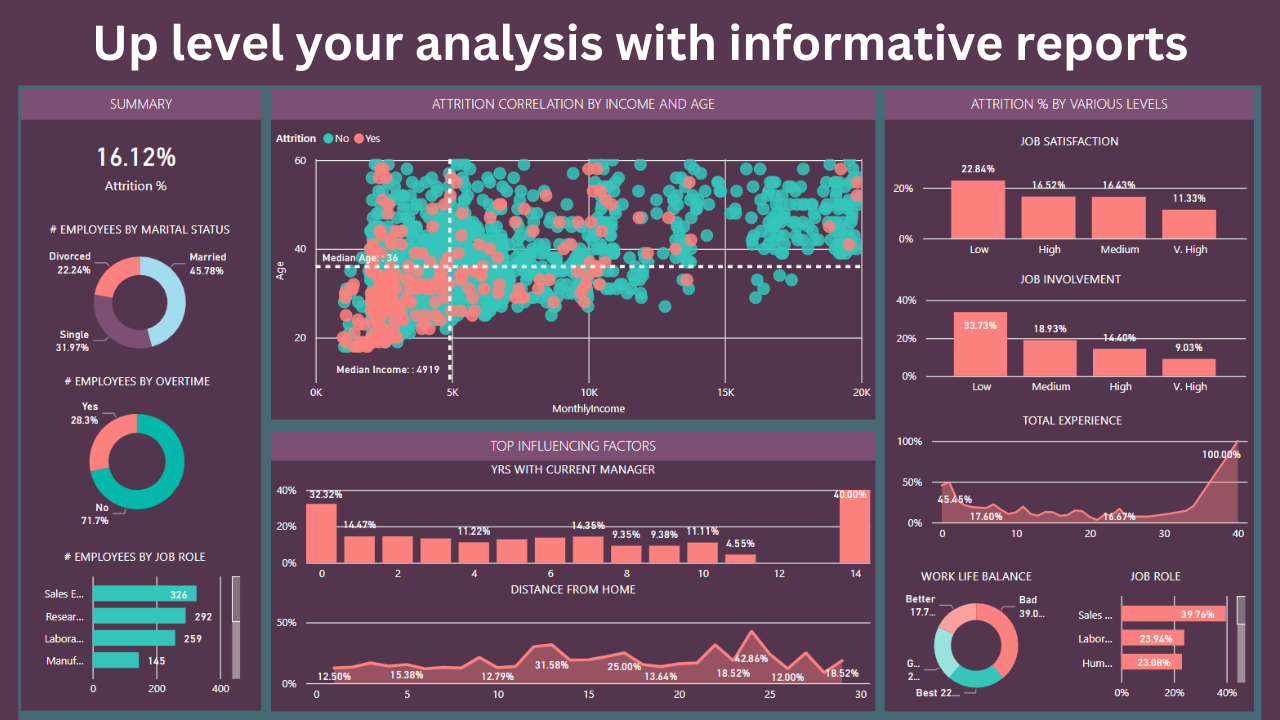 Up level your analysis with informative reports
SUMMARY
16.12%
Attrition %
# EMPLOYEES BY MARITAL STATUS
Divorced
22.24%
Married
45.78%
Single
31.97%
# EMPLOYEES BY OVERTIME
Yes
28.3%
No
71.7%
# EMPLOYEES BY JOB ROLE
Sales E... 326
Resear... 292
Labora... 259
Manuf... 145
0 200 400
ATTRITION CORRELATION BY INCOME AND AGE
Attrition No Yes
60
40
Median Age: : 36
Age
20
Median Income: : 4919
0K 5K 10K 15K 20K
MonthlyIncome
TOP INFLUENCING FACTORS
YRS WITH CURRENT MANAGER
40% 32.32% 40.00%
20% 14.47% 11.22% 14.35% 9.35% 9.38% 11.11% 4.55%
0%
0 2 4 6 8 10 12 14
DISTANCE FROM HOME
50%
12.50% 15.38% 12.79% 31.58% 25.00% 13.64% 18.52% 42.86% 12.00% 18.52%
0%
0 5 10 15 20 25 30
ATTRITION % BY VARIOUS LEVELS
JOB SATISFACTION
22.84%
20% 16.52% 16.43% 11.33%
0%
Low High Medium V. High
JOB INVOLVEMENT
40%
33.73% 18.93%
20% 14.40% 9.03%
0%
Low Medium High V. High
TOTAL EXPERIENCE
100%
100.00%
50%
45.45%
17.60% 16.67%
0%
0 10 20 30 40
WORK LIFE BALANCE
Better
17.7...
Bad
39.0...
G...
2...
Best 22...
JOB ROLE
Sales ... 39.76%
Labor... 23.94%
Hum... 23.08%
0% 20% 40%